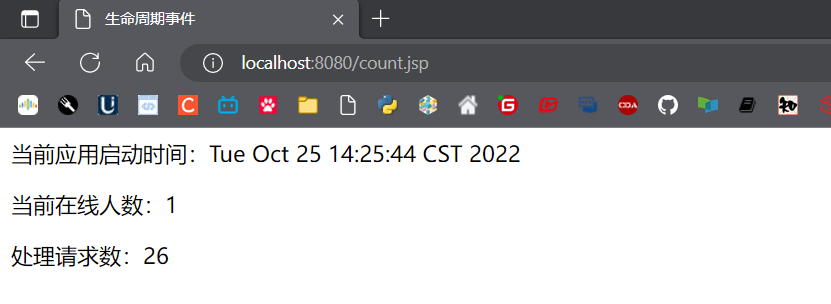 生命周期事件
localhost:8080/count.jsp
当前应用启动时间：Tue Oct 25 14:25:44 CST 2022
当前在线人数：1
处理请求数：26